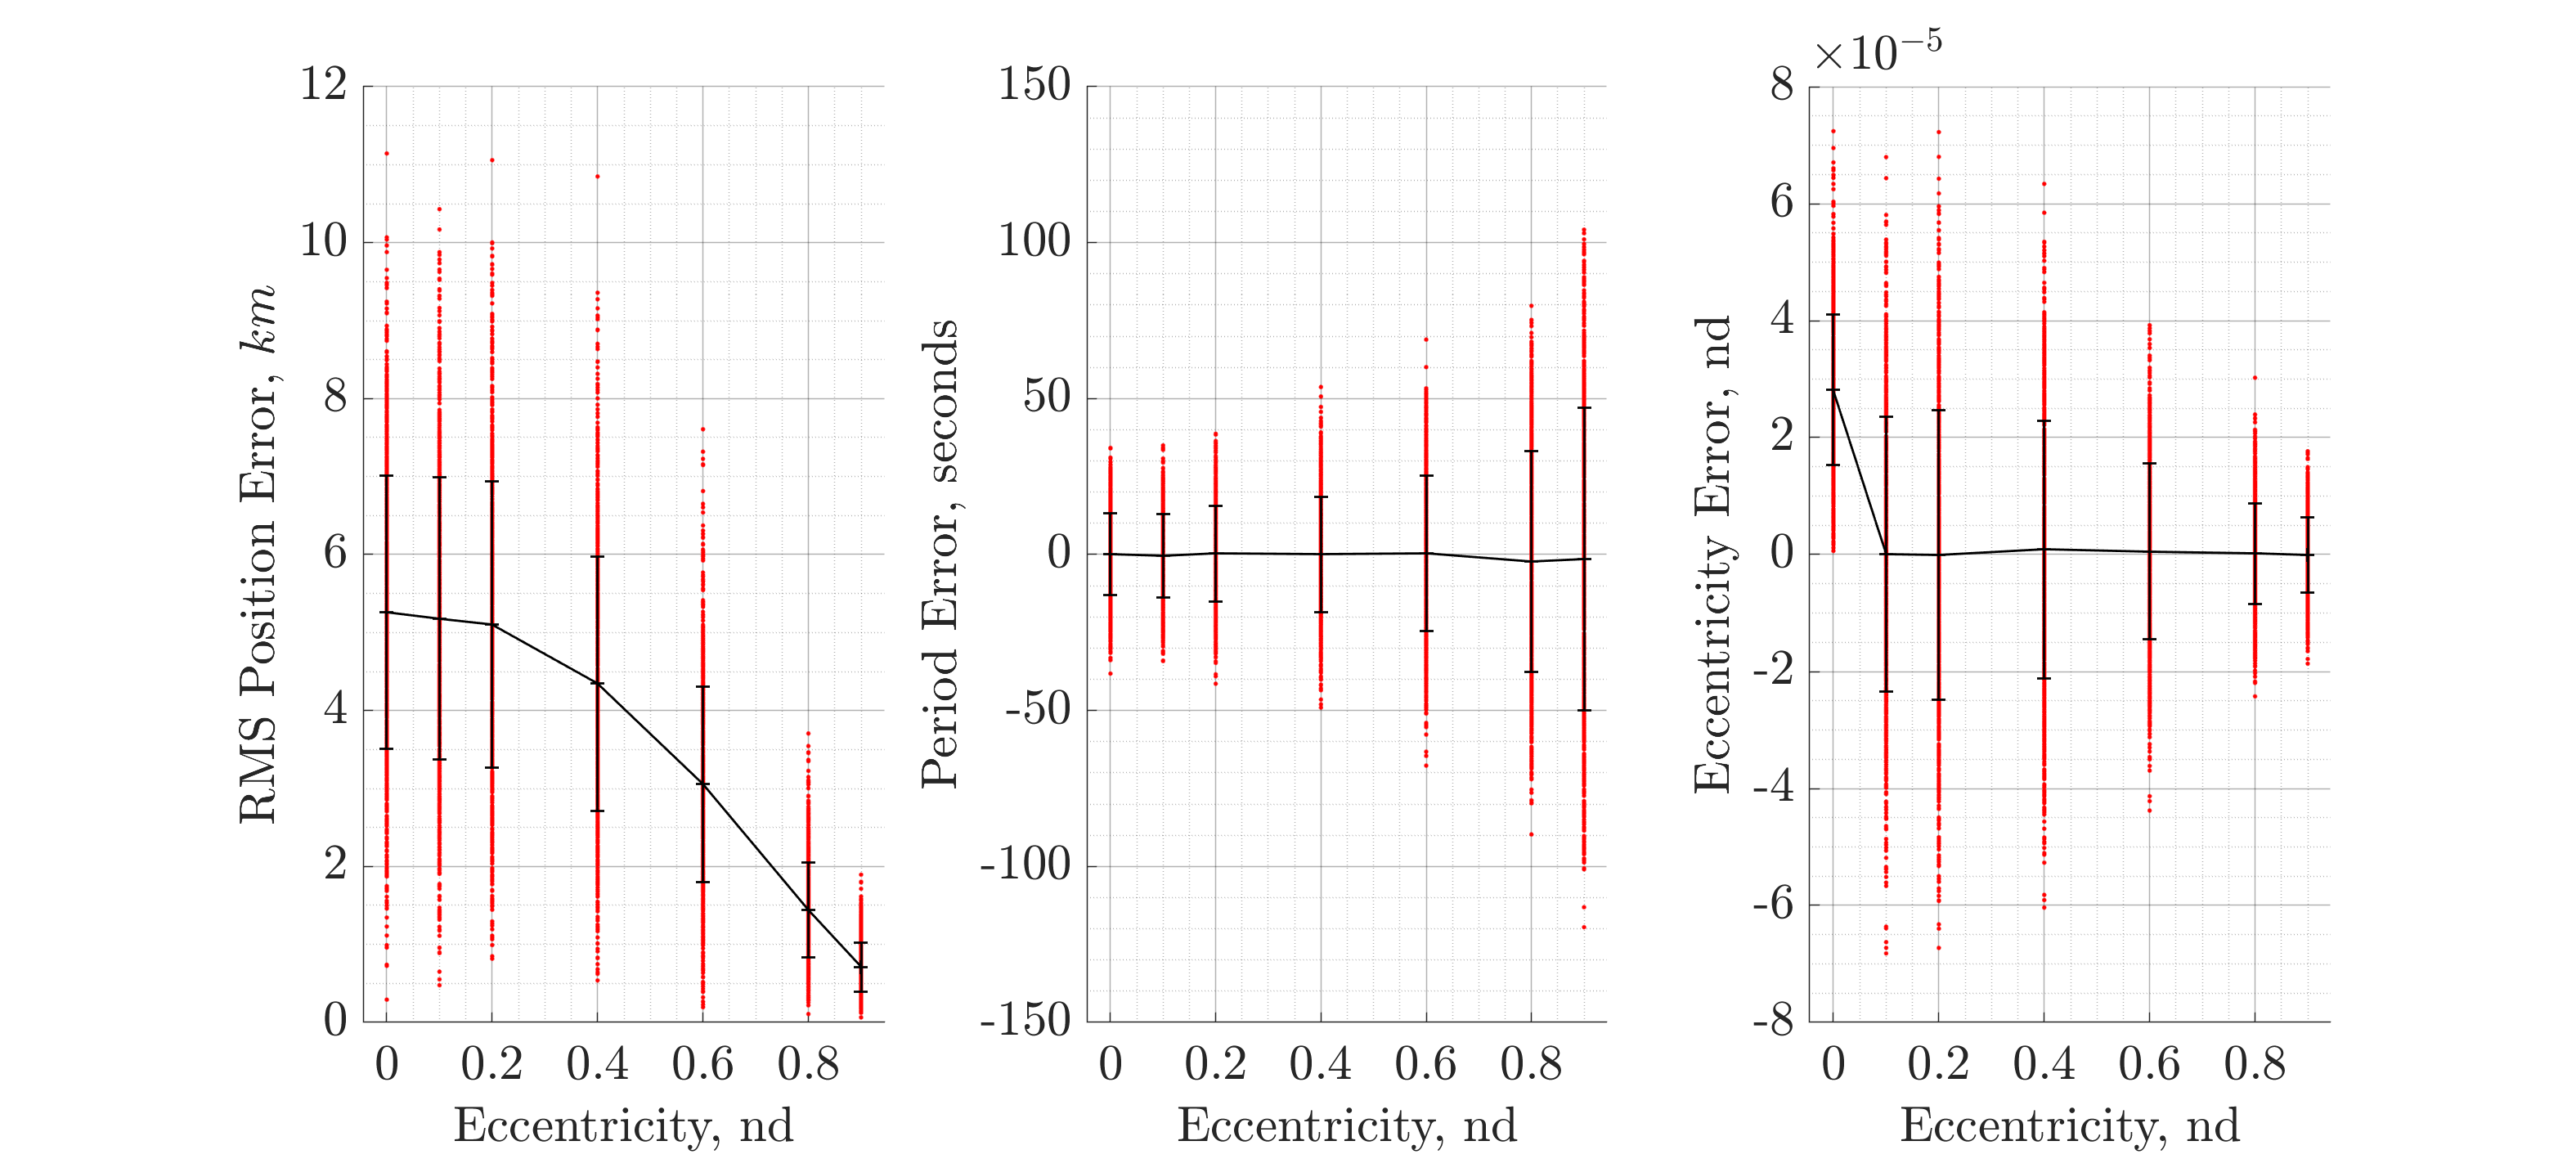 RMS Position Error, km
12
10
8
6
4
2
0
0 0.2 0.4 0.6 0.8
Eccentricity, nd
Period Error, seconds
150
100
50
0
-50
-100
-150
0 0.2 0.4 0.6 0.8
Eccentricity, nd
×10⁻⁵
Eccentricity Error, nd
8
6
4
2
0
-2
-4
-6
-8
0 0.2 0.4 0.6 0.8
Eccentricity, nd